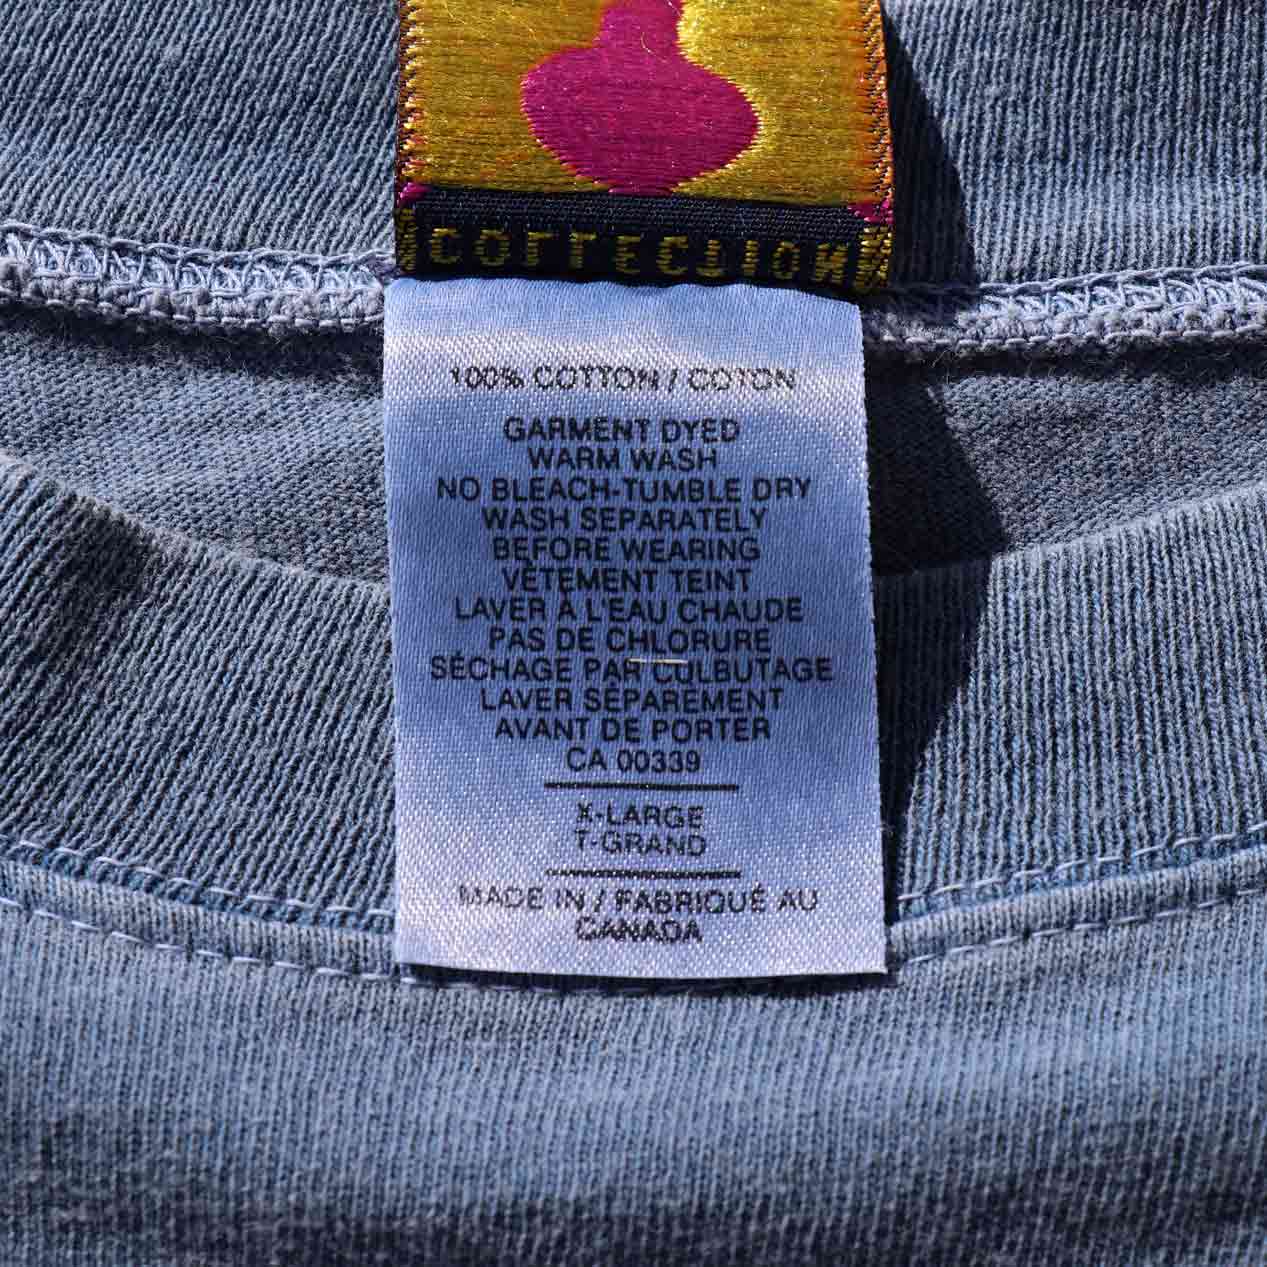 COLLECTION
100% COTTON / COTON
GARMENT DYED
WARM WASH
NO BLEACH-TUMBLE DRY
WASH SEPARATELY
BEFORE WEARING
VÊTEMENT TEINT
LAVER À L'EAU CHAUDE
PAS DE CHLORURE
SÉCHAGE PAR CULBUTAGE
LAVER SÉPAREMENT
AVANT DE PORTER
CA 00339
X-LARGE
T-GRAND
MADE IN / FABRIQUÉ AU
CANADA